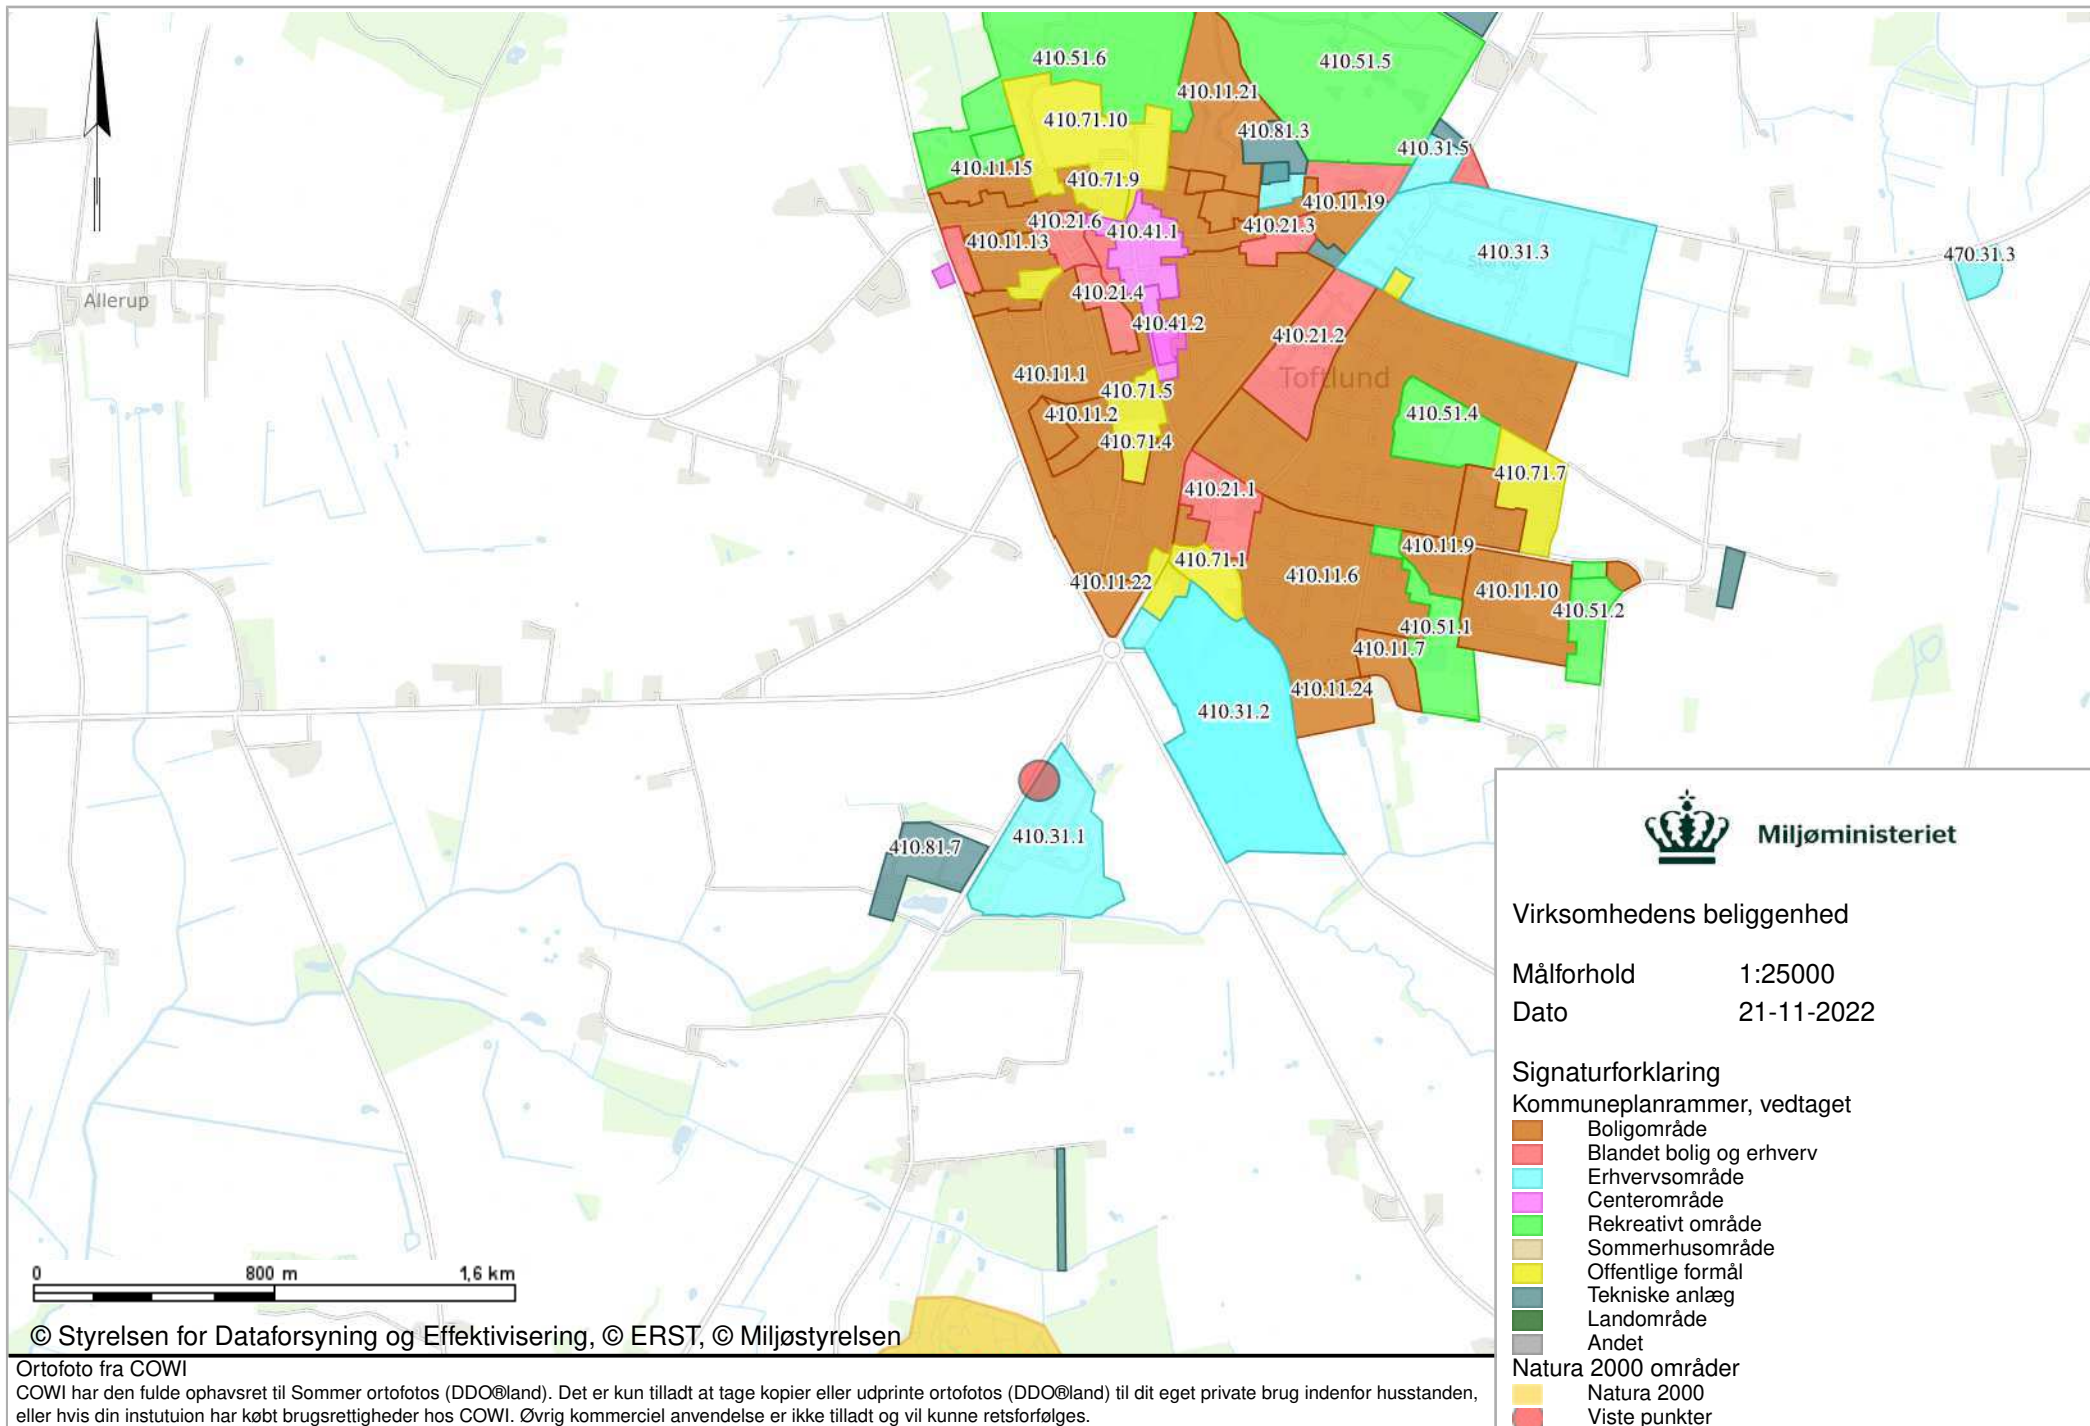 410.51.6
410.51.5
410.11.21
410.71.10
410.81.3
410.31.5
410.11.15
410.71.9
410.11.19
410.21.6
410.41.1
410.21.3
410.11.13
410.31.3
470.31.3
Allerup
410.21.4
410.41.2
410.21.2
410.11.1
Toftlund
410.71.5
410.11.2
410.51.4
410.71.4
410.71.7
410.21.1
410.11.9
410.71.1
410.11.22
410.11.6
410.11.10
410.51.2
410.51.1
410.11.7
410.11.24
410.31.2
410.31.1
410.81.7
Miljøministeriet
Virksomhedens beliggenhed
Målforhold 1:25000
Dato 21-11-2022
Signaturforklaring
Kommuneplanrammer, vedtaget
Boligområde
Blandet bolig og erhverv
Erhvervsområde
Centerområde
Rekreativt område
Sommerhusområde
Offentlige formål
Tekniske anlæg
Landområde
Andet
Natura 2000 områder
Natura 2000
Viste punkter
0 800 m 1,6 km
© Styrelsen for Dataforsyning og Effektivisering, © ERST, © Miljøstyrelsen
Ortofoto fra COWI
COWI har den fulde ophavsret til Sommer ortofotos (DDO®land). Det er kun tilladt at tage kopier eller udprinte ortofotos (DDO®land) til dit eget private brug indenfor husstanden,
eller hvis din instutuion har købt brugsrettigheder hos COWI. Øvrig kommerciel anvendelse er ikke tilladt og vil kunne retsforfølges.